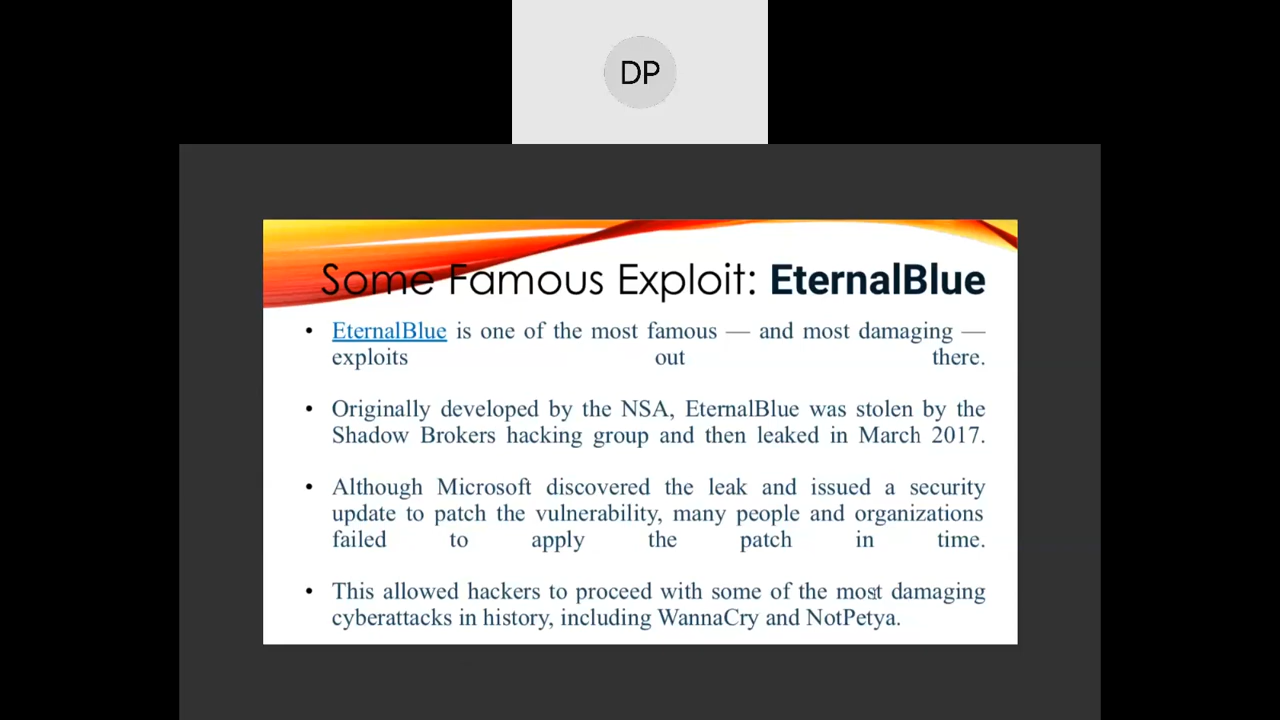 DP
Some Famous Exploit: EternalBlue
• EternalBlue is one of the most famous — and most damaging —
exploits out there.
• Originally developed by the NSA, EternalBlue was stolen by the
Shadow Brokers hacking group and then leaked in March 2017.
• Although Microsoft discovered the leak and issued a security
update to patch the vulnerability, many people and organizations
failed to apply the patch in time.
• This allowed hackers to proceed with some of the most damaging
cyberattacks in history, including WannaCry and NotPetya.